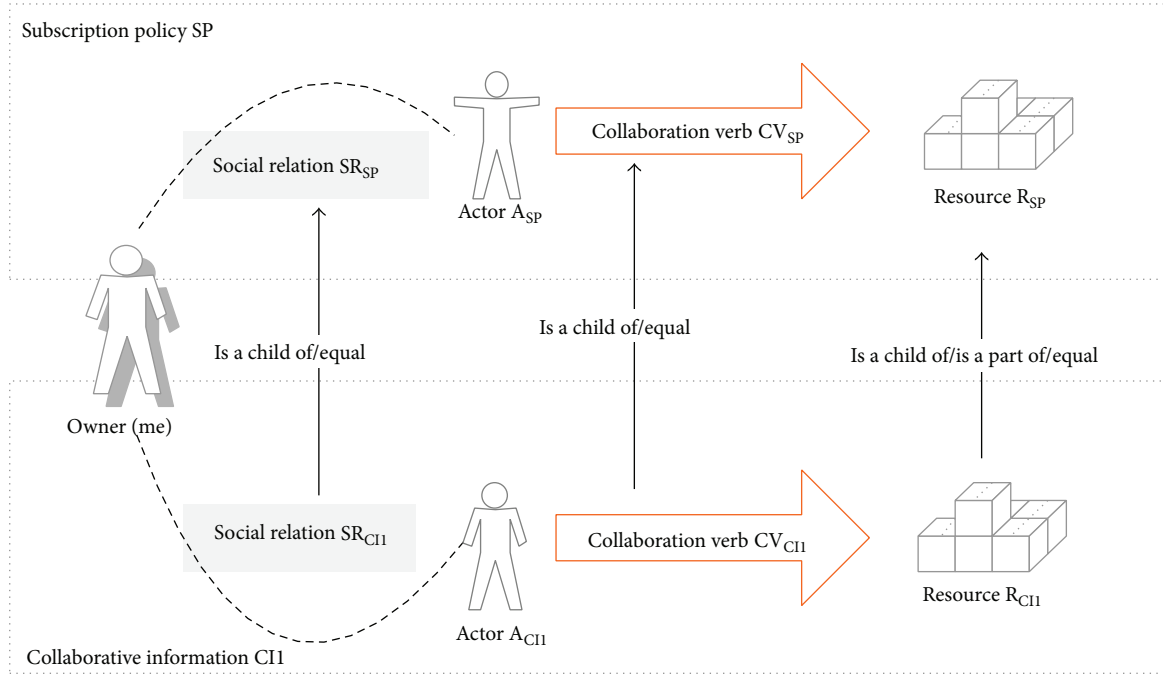 Subscription policy SP
Collaboration verb CV_SP
Social relation SR_SP
Resource R_SP
Actor A_SP
Is a child of/equal
Is a child of/equal
Is a child of/is a part of/equal
Owner (me)
Social relation SR_CI1
Collaboration verb CV_CI1
Resource R_CI1
Actor A_CI1
Collaborative information CI1